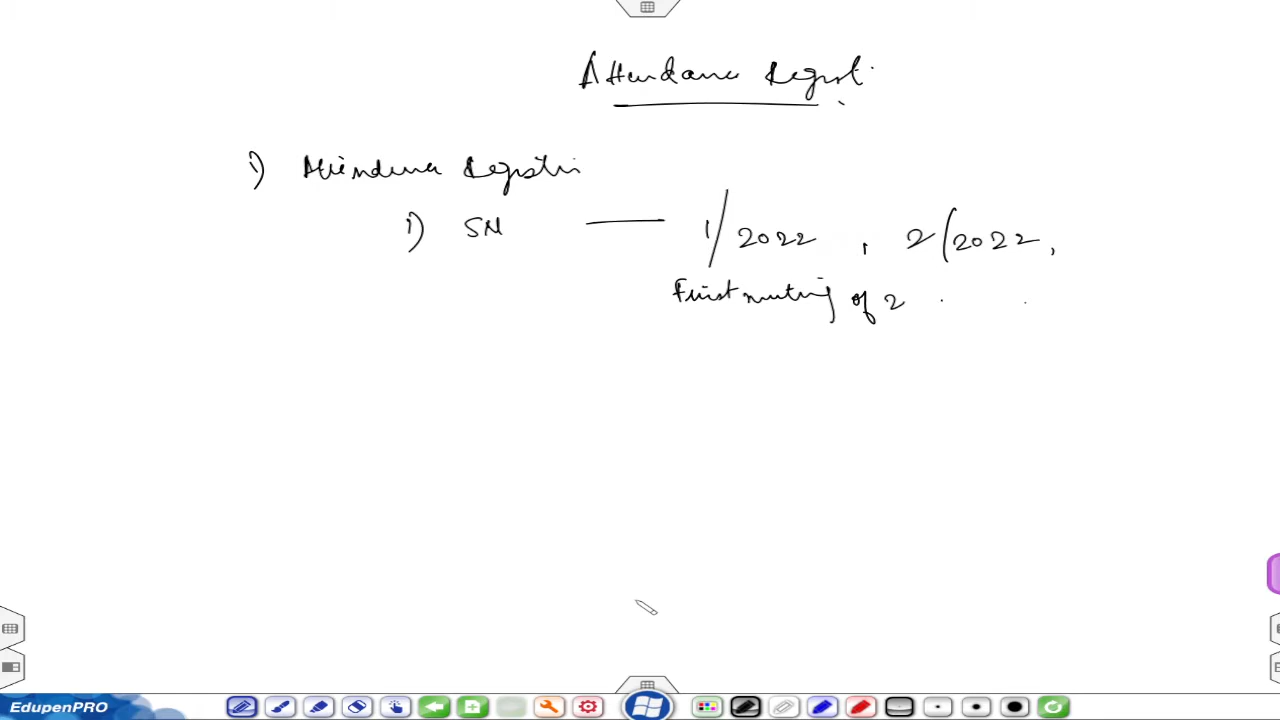 Attendance Regist.
1) Attendance Register
1) SN — 1/2022, 2/2022,
First meeting of 2
EdupenPRO